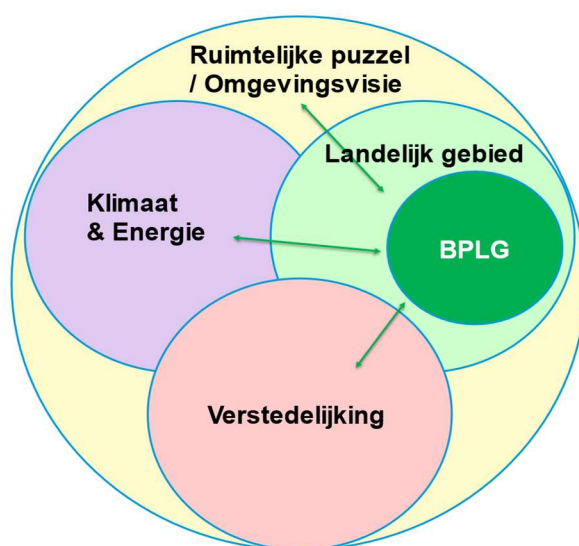 Ruimtelijke puzzel
/ Omgevingsvisie
Landelijk gebied
Klimaat
& Energie
BPLG
Verstedelijking